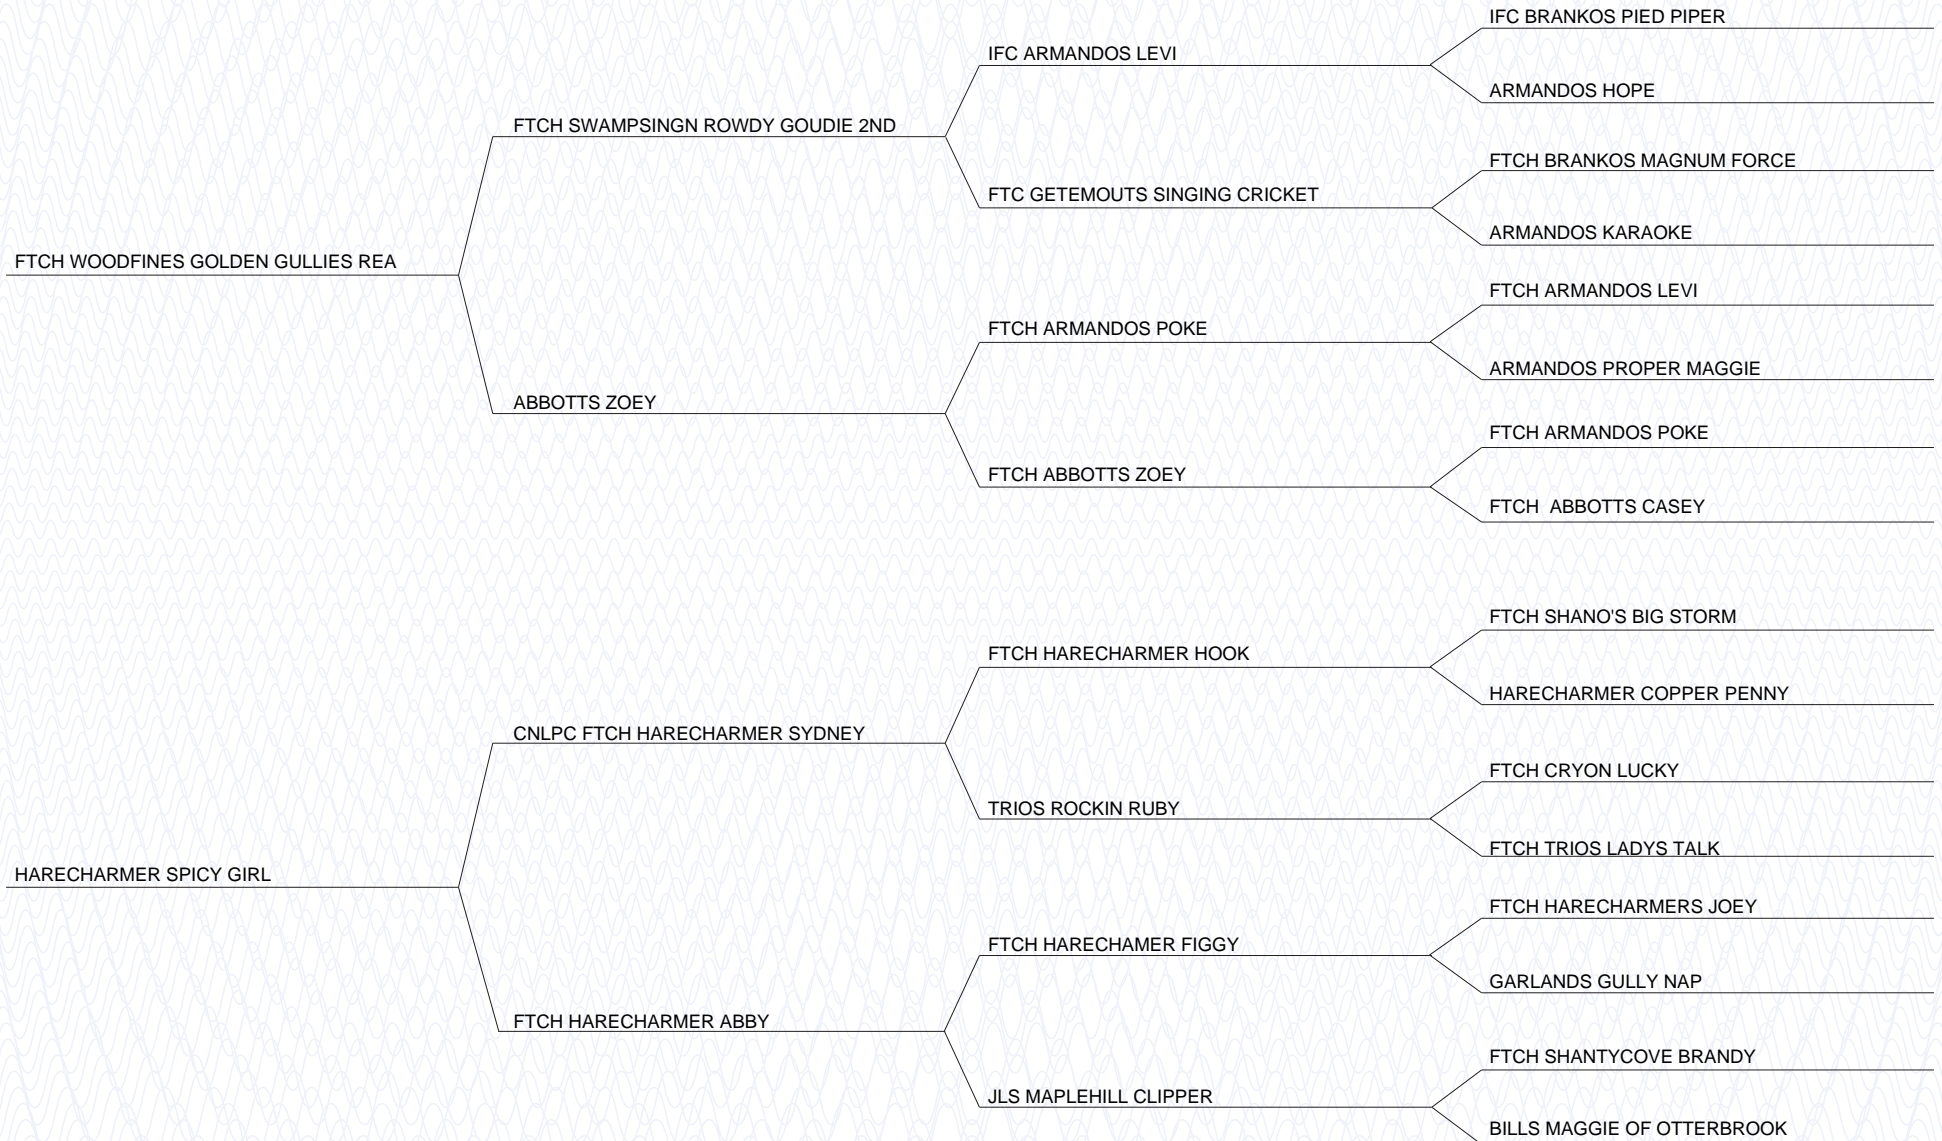 IFC BRANKOS PIED PIPER
IFC ARMANDOS LEVI
ARMANDOS HOPE
FTCH SWAMPSINGN ROWDY GOUDIE 2ND
FTCH BRANKOS MAGNUM FORCE
FTC GETEMOUTS SINGING CRICKET
ARMANDOS KARAOKE
FTCH WOODFINES GOLDEN GULLIES REA
FTCH ARMANDOS LEVI
FTCH ARMANDOS POKE
ARMANDOS PROPER MAGGIE
ABBOTTS ZOEY
FTCH ARMANDOS POKE
FTCH ABBOTTS ZOEY
FTCH  ABBOTTS CASEY
FTCH SHANO'S BIG STORM
FTCH HARECHARMER HOOK
HARECHARMER COPPER PENNY
CNLPC FTCH HARECHARMER SYDNEY
FTCH CRYON LUCKY
TRIOS ROCKIN RUBY
FTCH TRIOS LADYS TALK
HARECHARMER SPICY GIRL
FTCH HARECHARMERS JOEY
FTCH HARECHAMER FIGGY
GARLANDS GULLY NAP
FTCH HARECHARMER ABBY
FTCH SHANTYCOVE BRANDY
JLS MAPLEHILL CLIPPER
BILLS MAGGIE OF OTTERBROOK